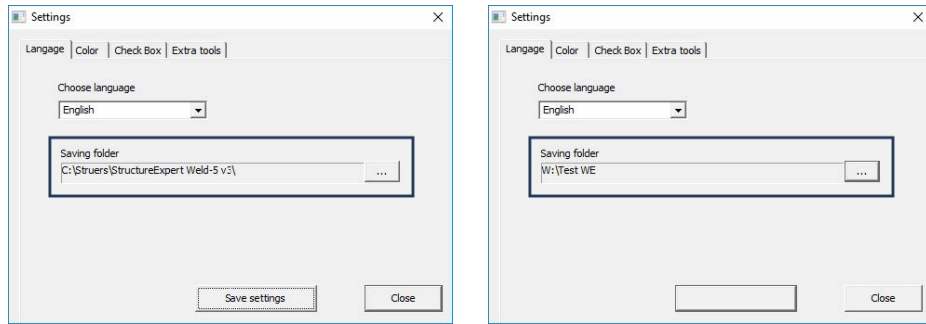 Settings
Langage Color Check Box Extra tools
Choose language
English
Saving folder
C:\Struers\StructureExpert Weld-5 v3\ ...
Save settings Close
Settings
Langage Color Check Box Extra tools
Choose language
English
Saving folder
W:\Test WE ...
Close